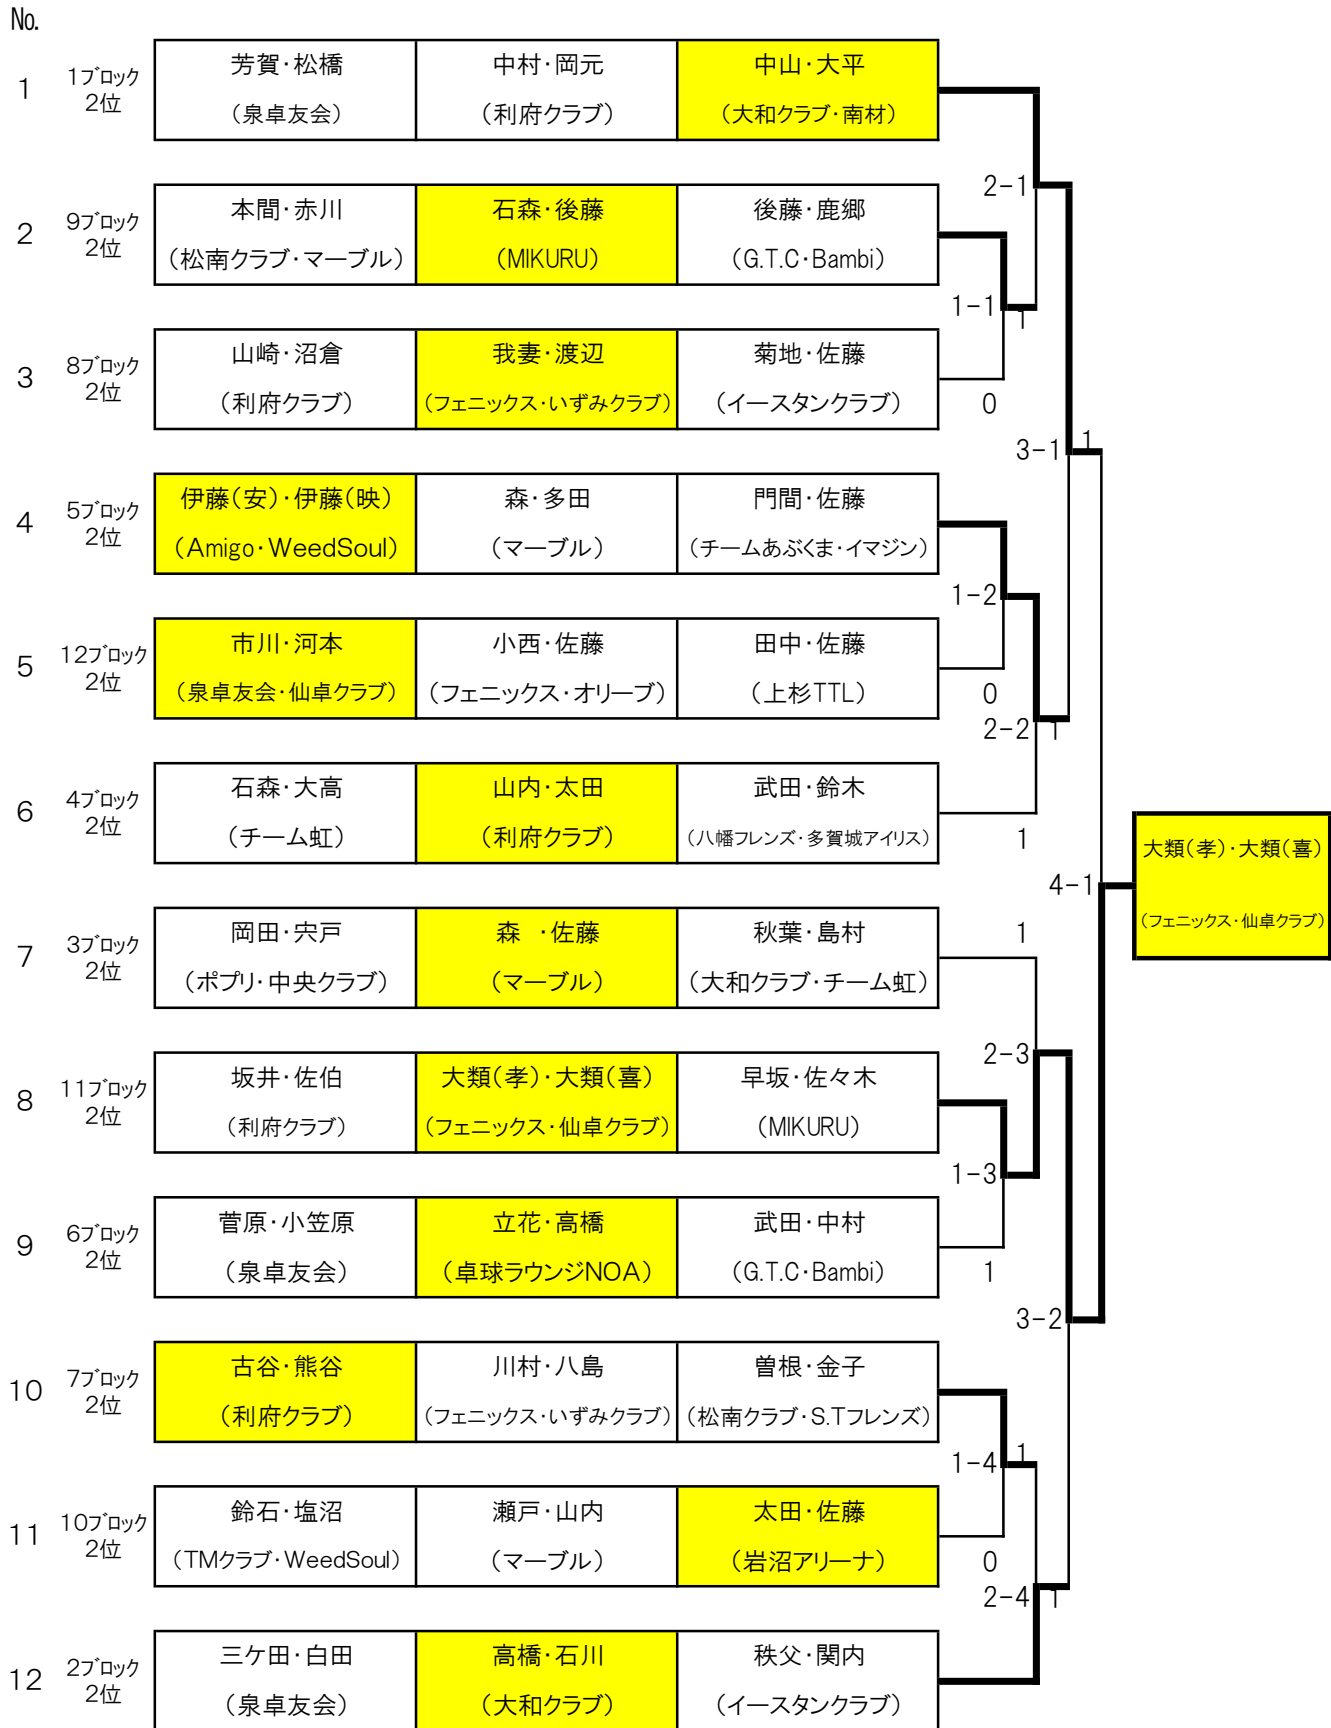 No.
1 1ブロック 2位 芳賀・松橋 中村・岡元 中山・大平
（泉卓友会） （利府クラブ） （大和クラブ・南材）
2-1
2 9ブロック 2位 本間・赤川 石森・後藤 後藤・鹿郷
（松南クラブ・マーブル） （MIKURU） （G.T.C・Bambi）
1-1 1
3 8ブロック 2位 山崎・沼倉 我妻・渡辺 菊地・佐藤
（利府クラブ） （フェニックス・いずみクラブ） （イースタンクラブ） 0
3-1 1
4 5ブロック 2位 伊藤（安）・伊藤（映） 森・多田 門間・佐藤
（Amigo・WeedSoul） （マーブル） （チームあぶくま・イマジン）
1-2
5 12ブロック 2位 市川・河本 小西・佐藤 田中・佐藤
（泉卓友会・仙卓クラブ） （フェニックス・オリーブ） （上杉TTL） 0
2-2 1
6 4ブロック 2位 石森・大高 山内・太田 武田・鈴木
（チーム虹） （利府クラブ） （八幡フレンズ・多賀城アイリス） 1
大類（孝）・大類（喜）
4-1
（フェニックス・仙卓クラブ）
7 3ブロック 2位 岡田・宍戸 森　・佐藤 秋葉・島村 1
（ポプリ・中央クラブ） （マーブル） （大和クラブ・チーム虹）
2-3
8 11ブロック 2位 坂井・佐伯 大類（孝）・大類（喜） 早坂・佐々木
（利府クラブ） （フェニックス・仙卓クラブ） （MIKURU）
1-3
9 6ブロック 2位 菅原・小笠原 立花・高橋 武田・中村
（泉卓友会） （卓球ラウンジNOA） （G.T.C・Bambi） 1
3-2
10 7ブロック 2位 古谷・熊谷 川村・八島 曽根・金子
（利府クラブ） （フェニックス・いずみクラブ） （松南クラブ・S.Tフレンズ）
1-4 1
11 10ブロック 2位 鈴石・塩沼 瀬戸・山内 太田・佐藤
（TMクラブ・WeedSoul） （マーブル） （岩沼アリーナ） 0
2-4 1
12 2ブロック 2位 三ケ田・白田 高橋・石川 秩父・関内
（泉卓友会） （大和クラブ） （イースタンクラブ）